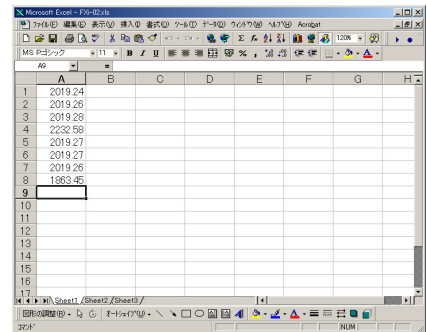 Microsoft Excel - FXG-02.xls
ファイル(F) 編集(E) 表示(V) 挿入(I) 書式(O) ツール(T) データ(D) ウィンドウ(W) ヘルプ(H) Acrobat
MS Pゴシック 11 B I U % , 120%
A9 =
A B C D E F G H
1 2019.24
2 2019.26
3 2019.28
4 2232.58
5 2019.27
6 2019.27
7 2019.26
8 1863.45
9
10
11
12
13
14
15
16
17
Sheet1 Sheet2 Sheet3
図形の調整(R) オートシェイプ(U)
コマンド NUM